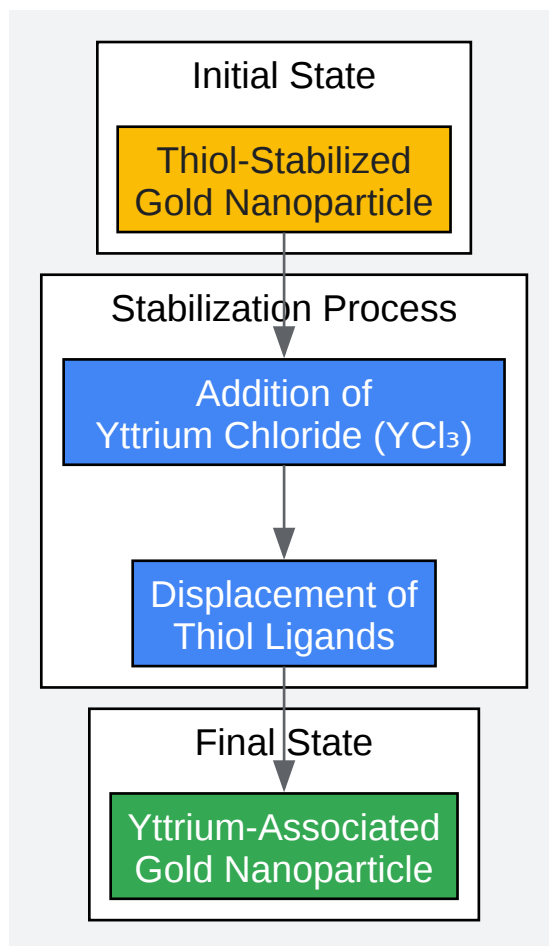 Initial State
Thiol-Stabilized
Gold Nanoparticle
Stabilization Process
Addition of
Yttrium Chloride (YCl₃)
Displacement of
Thiol Ligands
Final State
Yttrium-Associated
Gold Nanoparticle